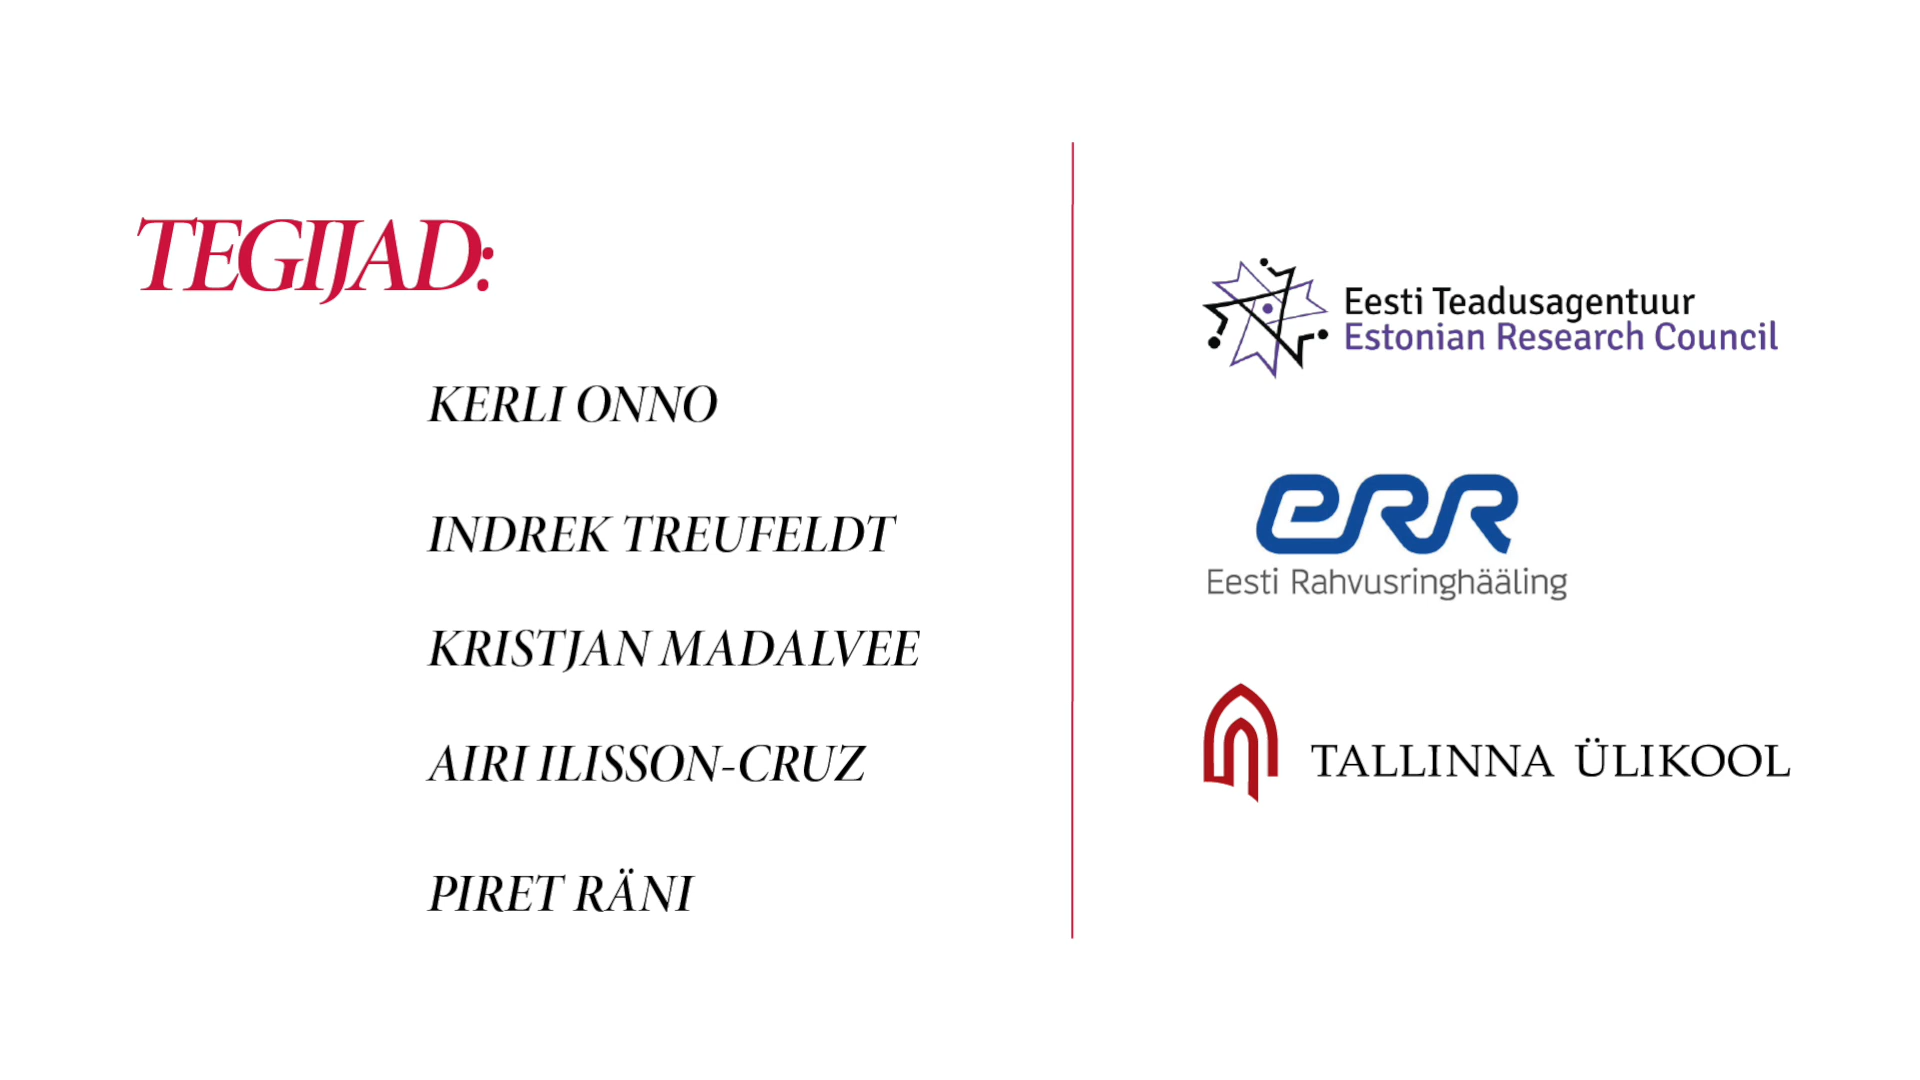 TEGIJAD:
KERLI ONNO
INDREK TREUFELDT
KRISTJAN MADALVEE
AIRI ILISSON-CRUZ
PIRET RÄNI
Eesti Teadusagentuur
Estonian Research Council
eRR
Eesti Rahvusringhääling
TALLINNA ÜLIKOOL